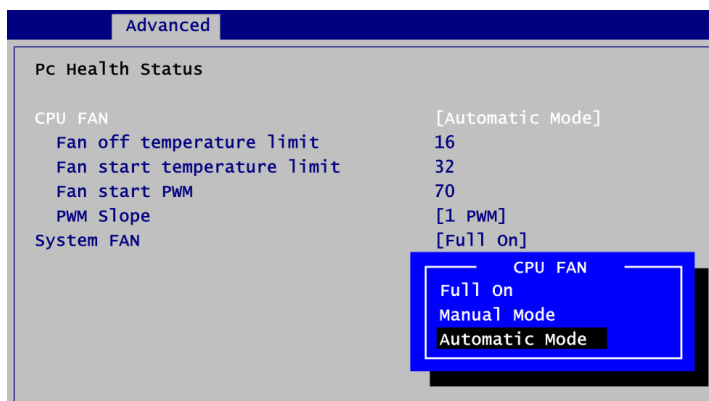 Advanced
Pc Health Status
CPU FAN [Automatic Mode]
Fan off temperature limit 16
Fan start temperature limit 32
Fan start PWM 70
PWM Slope [1 PWM]
System FAN [Full On]
CPU FAN
Full On
Manual Mode
Automatic Mode